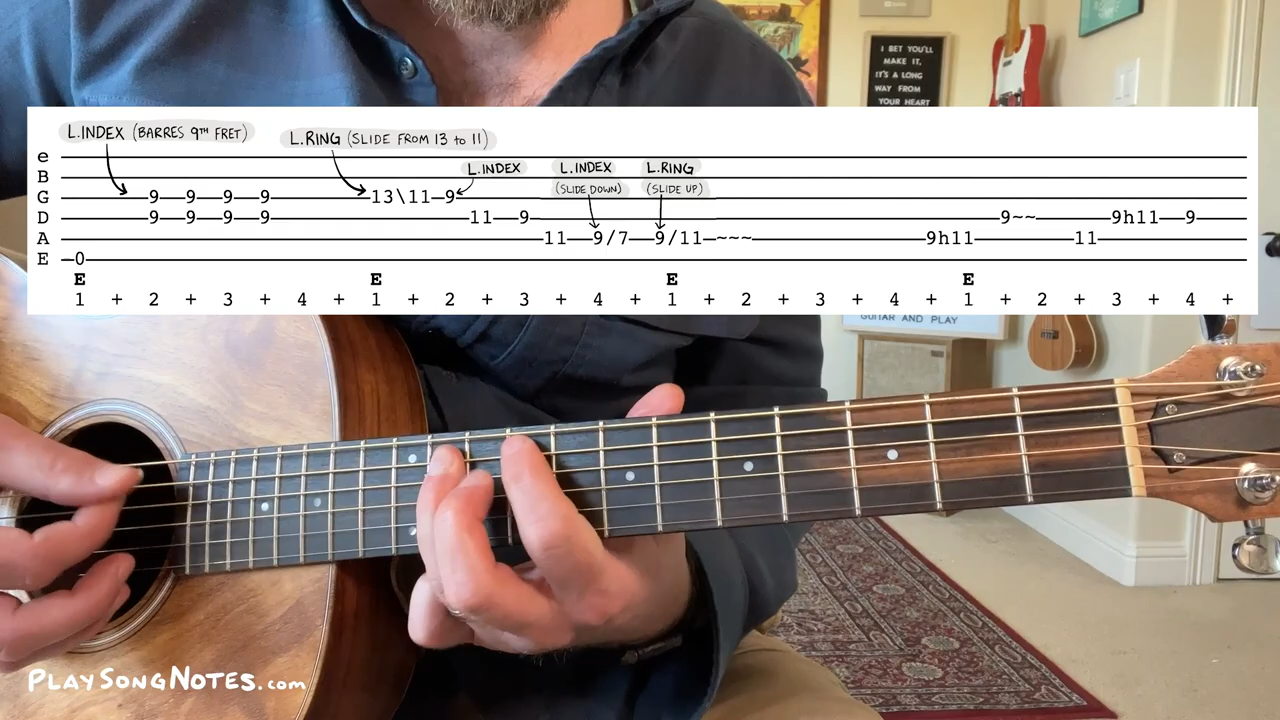 I BET YOU'LL
MAKE IT,
IT'S A LONG
WAY FROM
YOUR HEART
L.INDEX (BARRES 9TH FRET)
L.RING (SLIDE FROM 13 to 11)
L.INDEX
L.INDEX
(SLIDE DOWN)
L.RING
(SLIDE UP)
e
B
G 9 9 9 9 13\11 9
D 9 9 9 9 11 9 9~~ 9h11 9
A 11 9/7 9/11 ~~~ 9h11 11
E 0
E E E E
1 + 2 + 3 + 4 + 1 + 2 + 3 + 4 + 1 + 2 + 3 + 4 + 1 + 2 + 3 + 4 +
GUITAR AND PLAY
PLAYSONGNOTES.COM